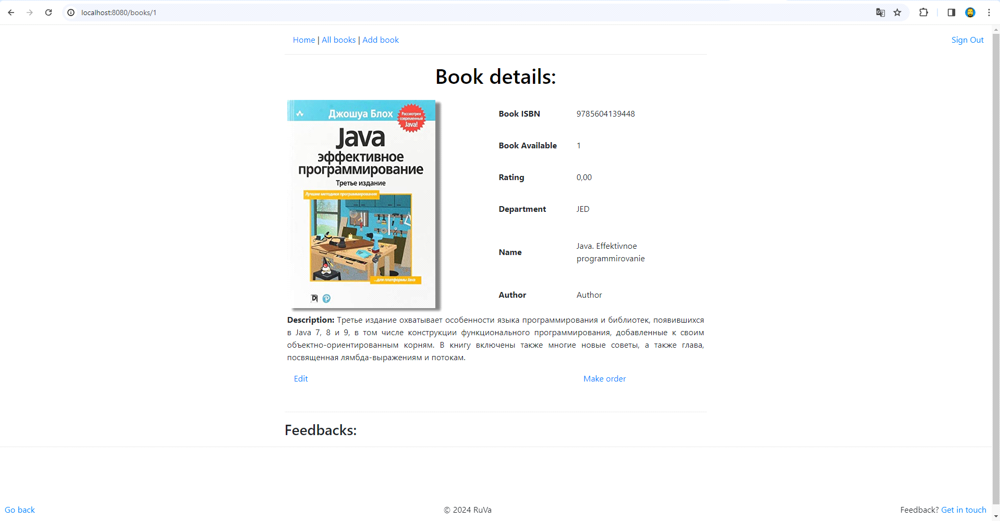 localhost:8080/books/1
Home | All books | Add book
Sign Out
Book details:
Джошуа Блох
Рассмотрен
современный
Java!
Java
эффективное
программирование
Третье издание
Лучшие методики программирования
...для платформы Java
Book ISBN 9785604139448
Book Available 1
Rating 0,00
Department JED
Name Java. Effektivnoe
programmirovanie
Author Author
Description: Третье издание охватывает особенности языка программирования и библиотек, появившихся
в Java 7, 8 и 9, в том числе конструкции функционального программирования, добавленные к своим
объектно-ориентированным корням. В книгу включены также многие новые советы, а также глава,
посвященная лямбда-выражениям и потокам.
Edit
Make order
Feedbacks:
Go back
© 2024 RuVa
Feedback? Get in touch